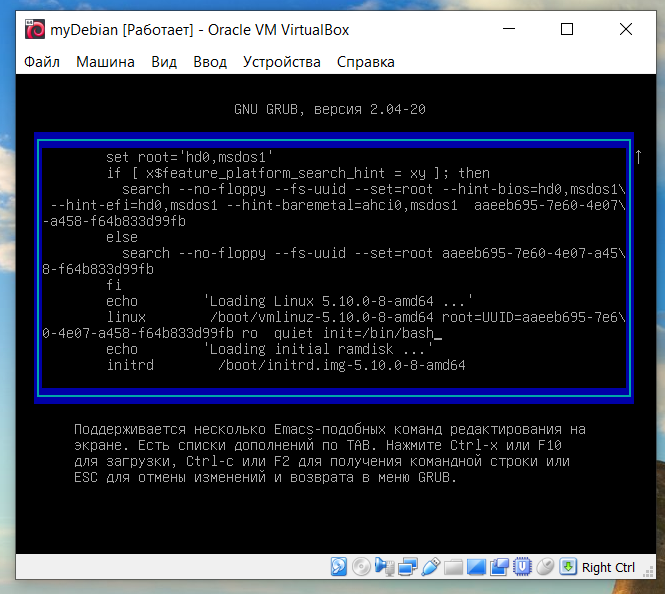 myDebian [Работает] - Oracle VM VirtualBox
Файл Машина Вид Ввод Устройства Справка
GNU GRUB, версия 2.04-20
set root='hd0,msdos1'
if [ x$feature_platform_search_hint = xy ]; then
search --no-floppy --fs-uuid --set=root --hint-bios=hd0,msdos1\
--hint-efi=hd0,msdos1 --hint-baremetal=ahci0,msdos1 aaeeb695-7e60-4e07\
-a458-f64b833d99fb
else
search --no-floppy --fs-uuid --set=root aaeeb695-7e60-4e07-a45\
8-f64b833d99fb
fi
echo 'Loading Linux 5.10.0-8-amd64 ...'
linux /boot/vmlinuz-5.10.0-8-amd64 root=UUID=aaeeb695-7e6\
0-4e07-a458-f64b833d99fb ro quiet init=/bin/bash_
echo 'Loading initial ramdisk ...'
initrd /boot/initrd.img-5.10.0-8-amd64
Поддерживается несколько Emacs-подобных команд редактирования на
экране. Есть списки дополнений по TAB. Нажмите Ctrl-x или F10
для загрузки, Ctrl-c или F2 для получения командной строки или
ESC для отмены изменений и возврата в меню GRUB.
Right Ctrl